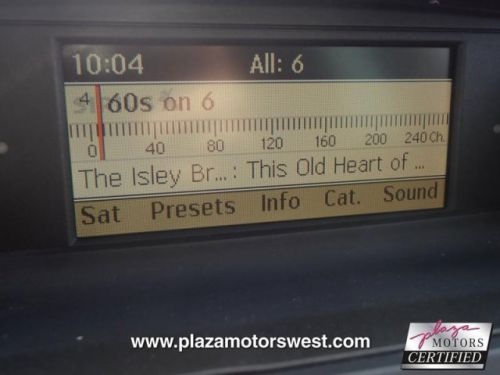 10:04 All: 6
4 60s on 6
0 40 80 120 160 200 240 Ch.
The Isley Br...: This Old Heart of ...
Sat Presets Info Cat. Sound
www.plazamotorswest.com
plaza
MOTORS
CERTIFIED